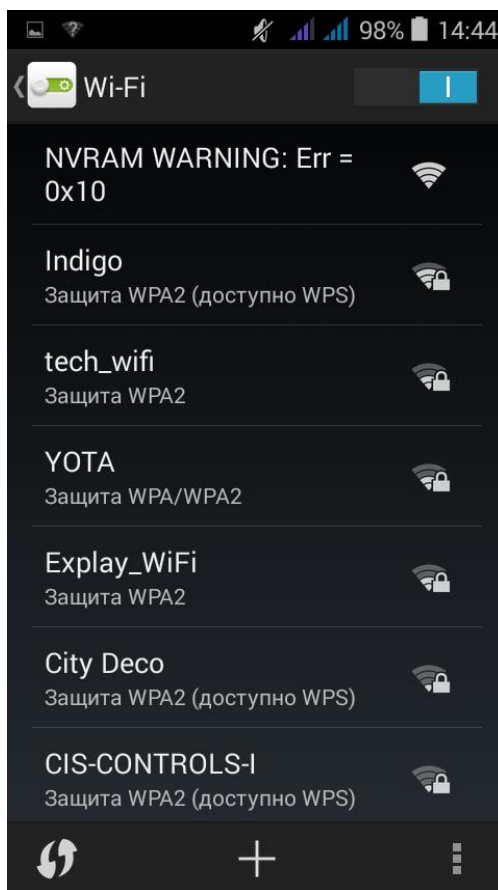 98% 14:44
Wi-Fi
NVRAM WARNING: Err =
0x10
Indigo
Защита WPA2 (доступно WPS)
tech_wifi
Защита WPA2
YOTA
Защита WPA/WPA2
Explay_WiFi
Защита WPA2
City Deco
Защита WPA2 (доступно WPS)
CIS-CONTROLS-I
Защита WPA2 (доступно WPS)